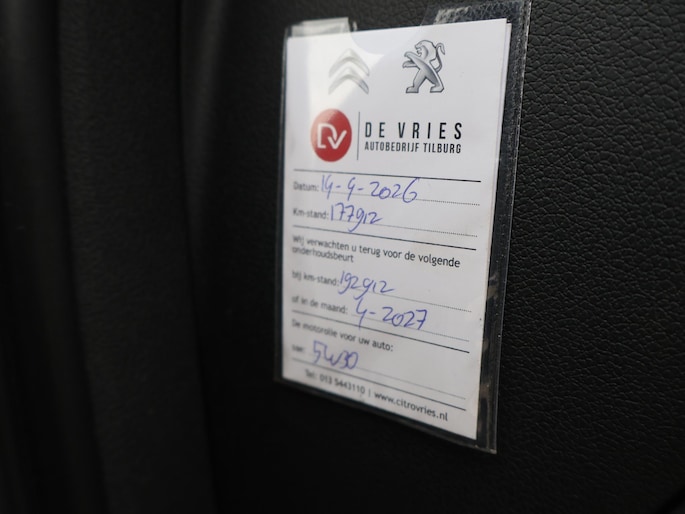 DV
DE VRIES
AUTOBEDRIJF TILBURG
Datum: 14-4-2026
Km-stand: 177912
Wij verwachten u terug voor de volgende
onderhoudsbeurt
bij km-stand: 192912
of in de maand: 4-2027
De motorolie voor uw auto:
5w30
Tel: 013 5443110 | www.citrovries.nl